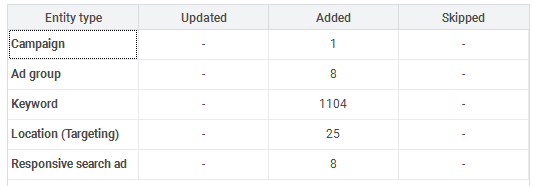 Entity type Updated Added Skipped
Campaign - 1 -
Ad group - 8 -
Keyword - 1104 -
Location (Targeting) - 25 -
Responsive search ad - 8 -